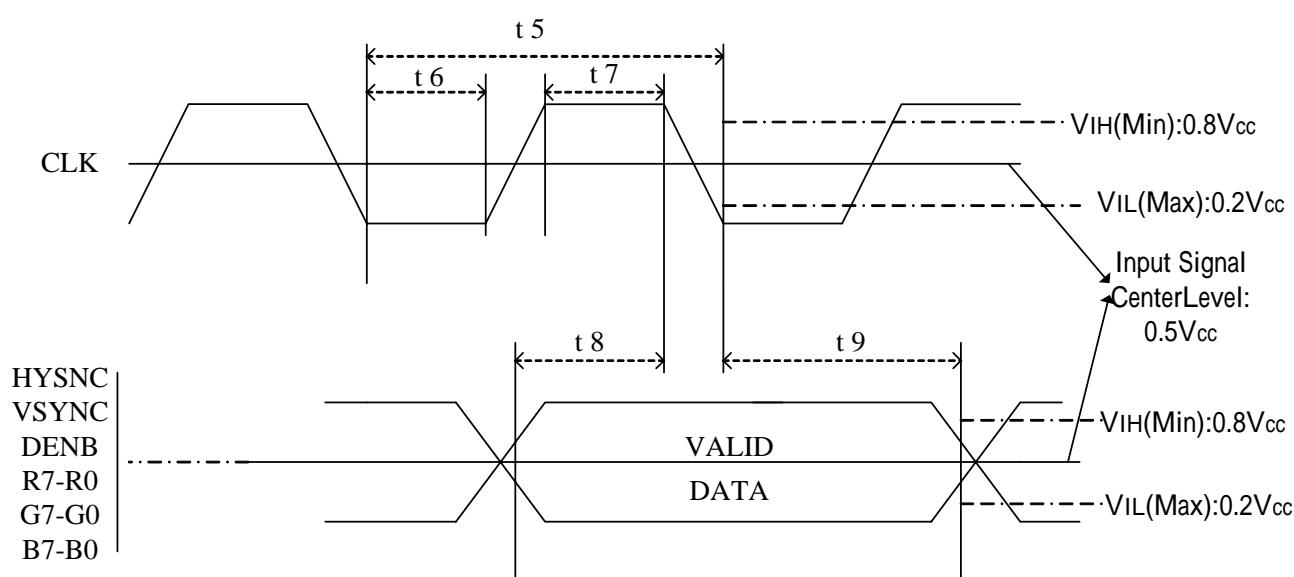 t 5
t 6
t 7
VIH(Min):0.8Vcc
CLK
VIL(Max):0.2Vcc
Input Signal
CenterLevel:
0.5Vcc
t 8
t 9
HYSNC
VSYNC
DENB
R7-R0
G7-G0
B7-B0
VALID
DATA
VIH(Min):0.8Vcc
VIL(Max):0.2Vcc